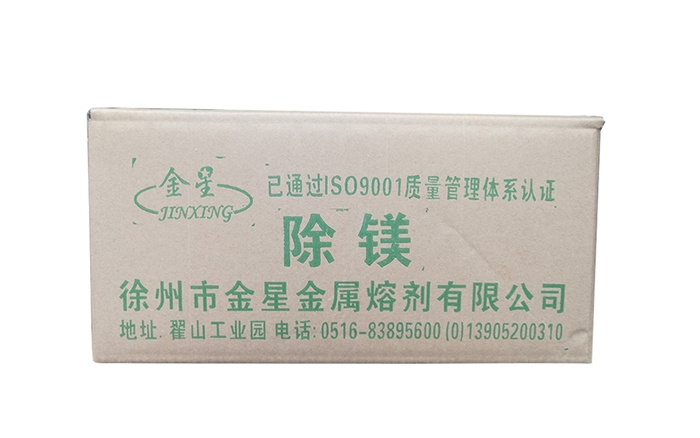 金星
JINXING
已通过ISO9001质量管理体系认证
除镁
徐州市金星金属熔剂有限公司
地址. 翟山工业园 电话: 0516-83895600 (0)13905200310